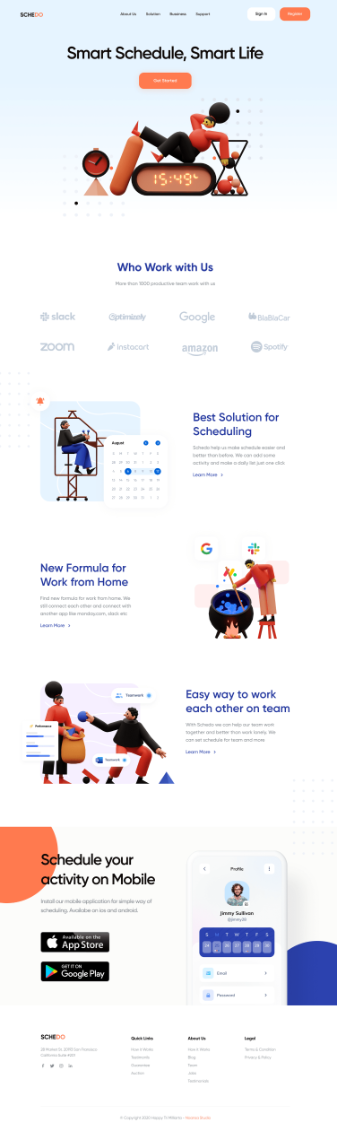 SCHEDO
About Us Solution Business Support
Sign In
Register
Smart Schedule, Smart Life
Get Started
15:49
Who Work with Us
More than 1000 productive team work with us
slack
Optimizely
Google
BlaBlaCar
zoom
instacart
amazon
Spotify
August
Best Solution for
Scheduling
Schedo help us make schedule easier and
better than before. We can add some
activity and make a daily list just one click
Learn More
New Formula for
Work from Home
Find new formula for work from home. We
still connect each other and connect with
another app like monday.com, slack etc
Learn More
Teamwork
Easy way to work
each other on team
With Schedo we can help our team work
together and better than work lonely. We
can set schedule for team and more
Learn More
Schedule your
activity on Mobile
Install our mobile application for simple way of
scheduling. Available on ios and android.
Available on the
App Store
GET IT ON
Google Play
Profile
Jimmy Sullivan
S M T W T F S
Email
Password
SCHEDO
Quick Links
About Us
Legal
California
Blog
Team
Jobs
Testimonials
Terms & Condition
Privacy & Policy
© Copyright 2020